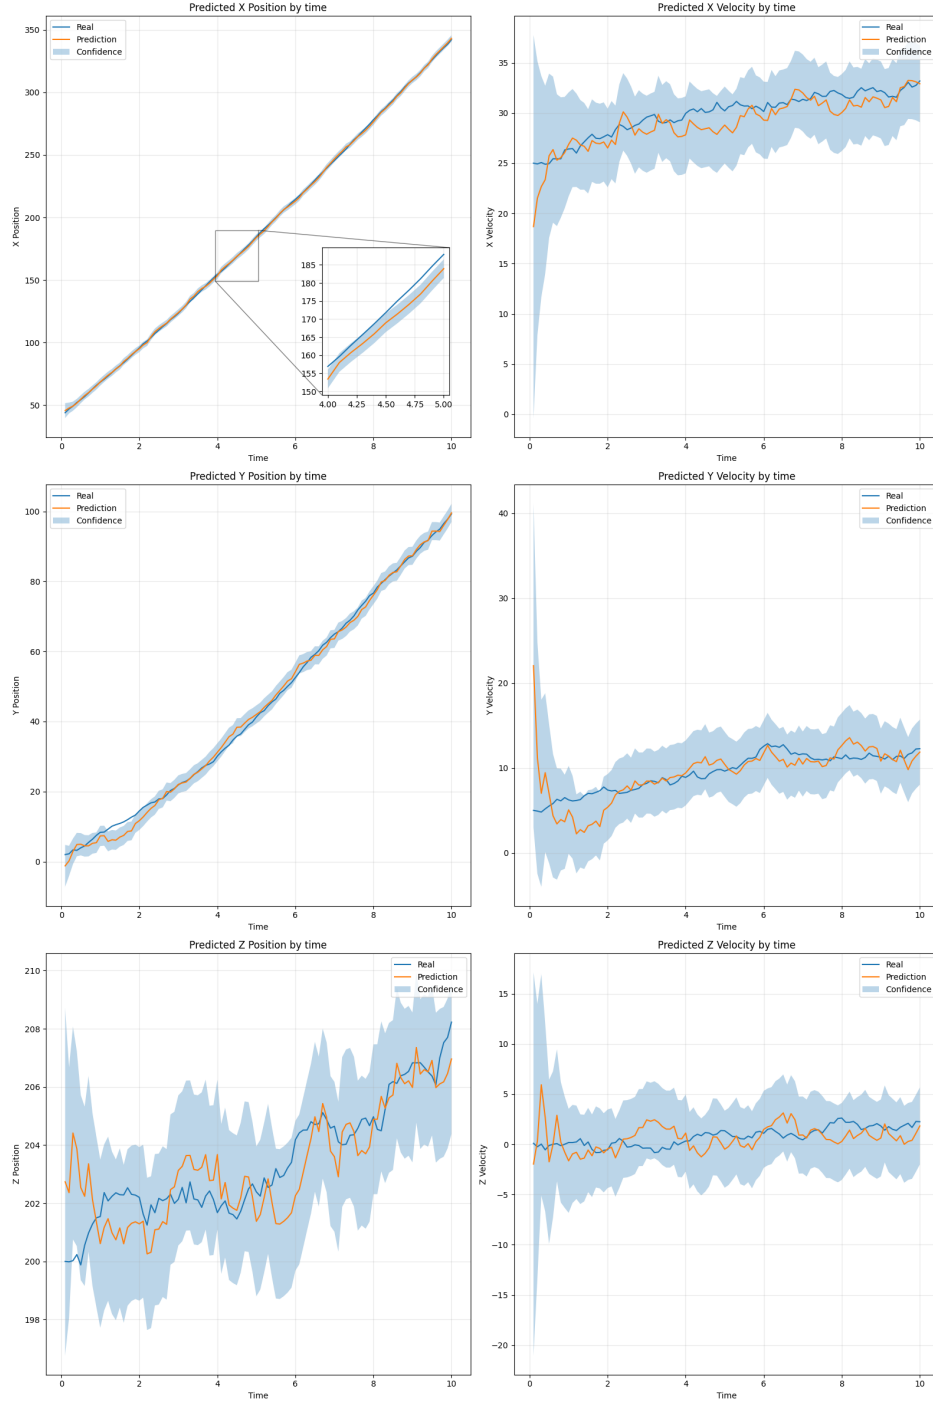 Predicted X Position by time
Real
Prediction
Confidence
350
300
250
200
150
100
50
X Position
185
180
175
170
165
160
155
150
4.00 4.25 4.50 4.75 5.00
0 2 4 6 8 10
Time
Predicted X Velocity by time
Real
Prediction
Confidence
35
30
25
20
15
10
5
0
X Velocity
0 2 4 6 8 10
Time
Predicted Y Position by time
Real
Prediction
Confidence
100
80
60
40
20
0
Y Position
0 2 4 6 8 10
Time
Predicted Y Velocity by time
Real
Prediction
Confidence
40
30
20
10
0
Y Velocity
0 2 4 6 8 10
Time
Predicted Z Position by time
Real
Prediction
Confidence
210
208
206
204
202
200
198
Z Position
0 2 4 6 8 10
Time
Predicted Z Velocity by time
Real
Prediction
Confidence
15
10
5
0
−5
−10
−15
−20
Z Velocity
0 2 4 6 8 10
Time